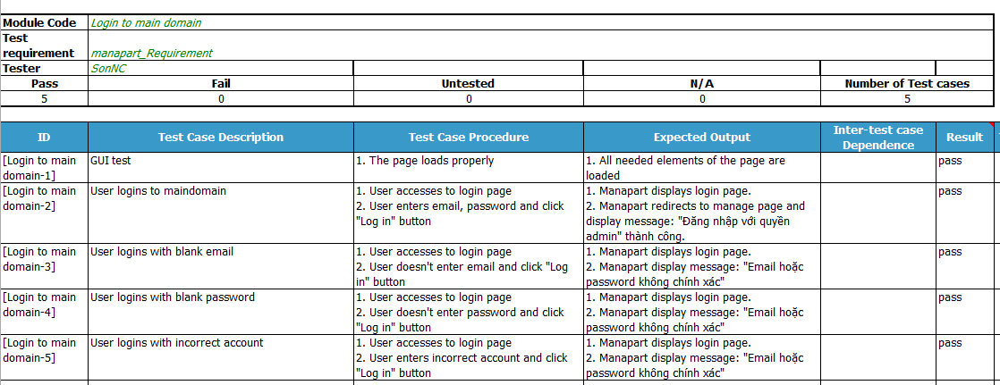 Module Code Login to main domain
Test
requirement manapart_Requirement
Tester SonNC
Pass Fail Untested N/A Number of Test cases
5 0 0 0 5
ID Test Case Description Test Case Procedure Expected Output Inter-test case Dependence Result
[Login to main domain-1] GUI test 1. The page loads properly 1. All needed elements of the page are loaded pass
[Login to main domain-2] User logins to maindomain 1. User accesses to login page 1. Manapart displays login page. pass
2. User enters email, password and click "Log in" button 2. Manapart redirects to manage page and display message: "Đăng nhập với quyền admin" thành công.
[Login to main domain-3] User logins with blank email 1. User accesses to login page 1. Manapart displays login page. pass
2. User doesn't enter email and click "Log in" button 2. Manapart display message: "Email hoặc password không chính xác"
[Login to main domain-4] User logins with blank password 1. User accesses to login page 1. Manapart displays login page. pass
2. User doesn't enter password and click "Log in" button 2. Manapart display message: "Email hoặc password không chính xác"
[Login to main domain-5] User logins with incorrect account 1. User accesses to login page 1. Manapart displays login page. pass
2. User enters incorrect account and click "Log in" button 2. Manapart display message: "Email hoặc password không chính xác"